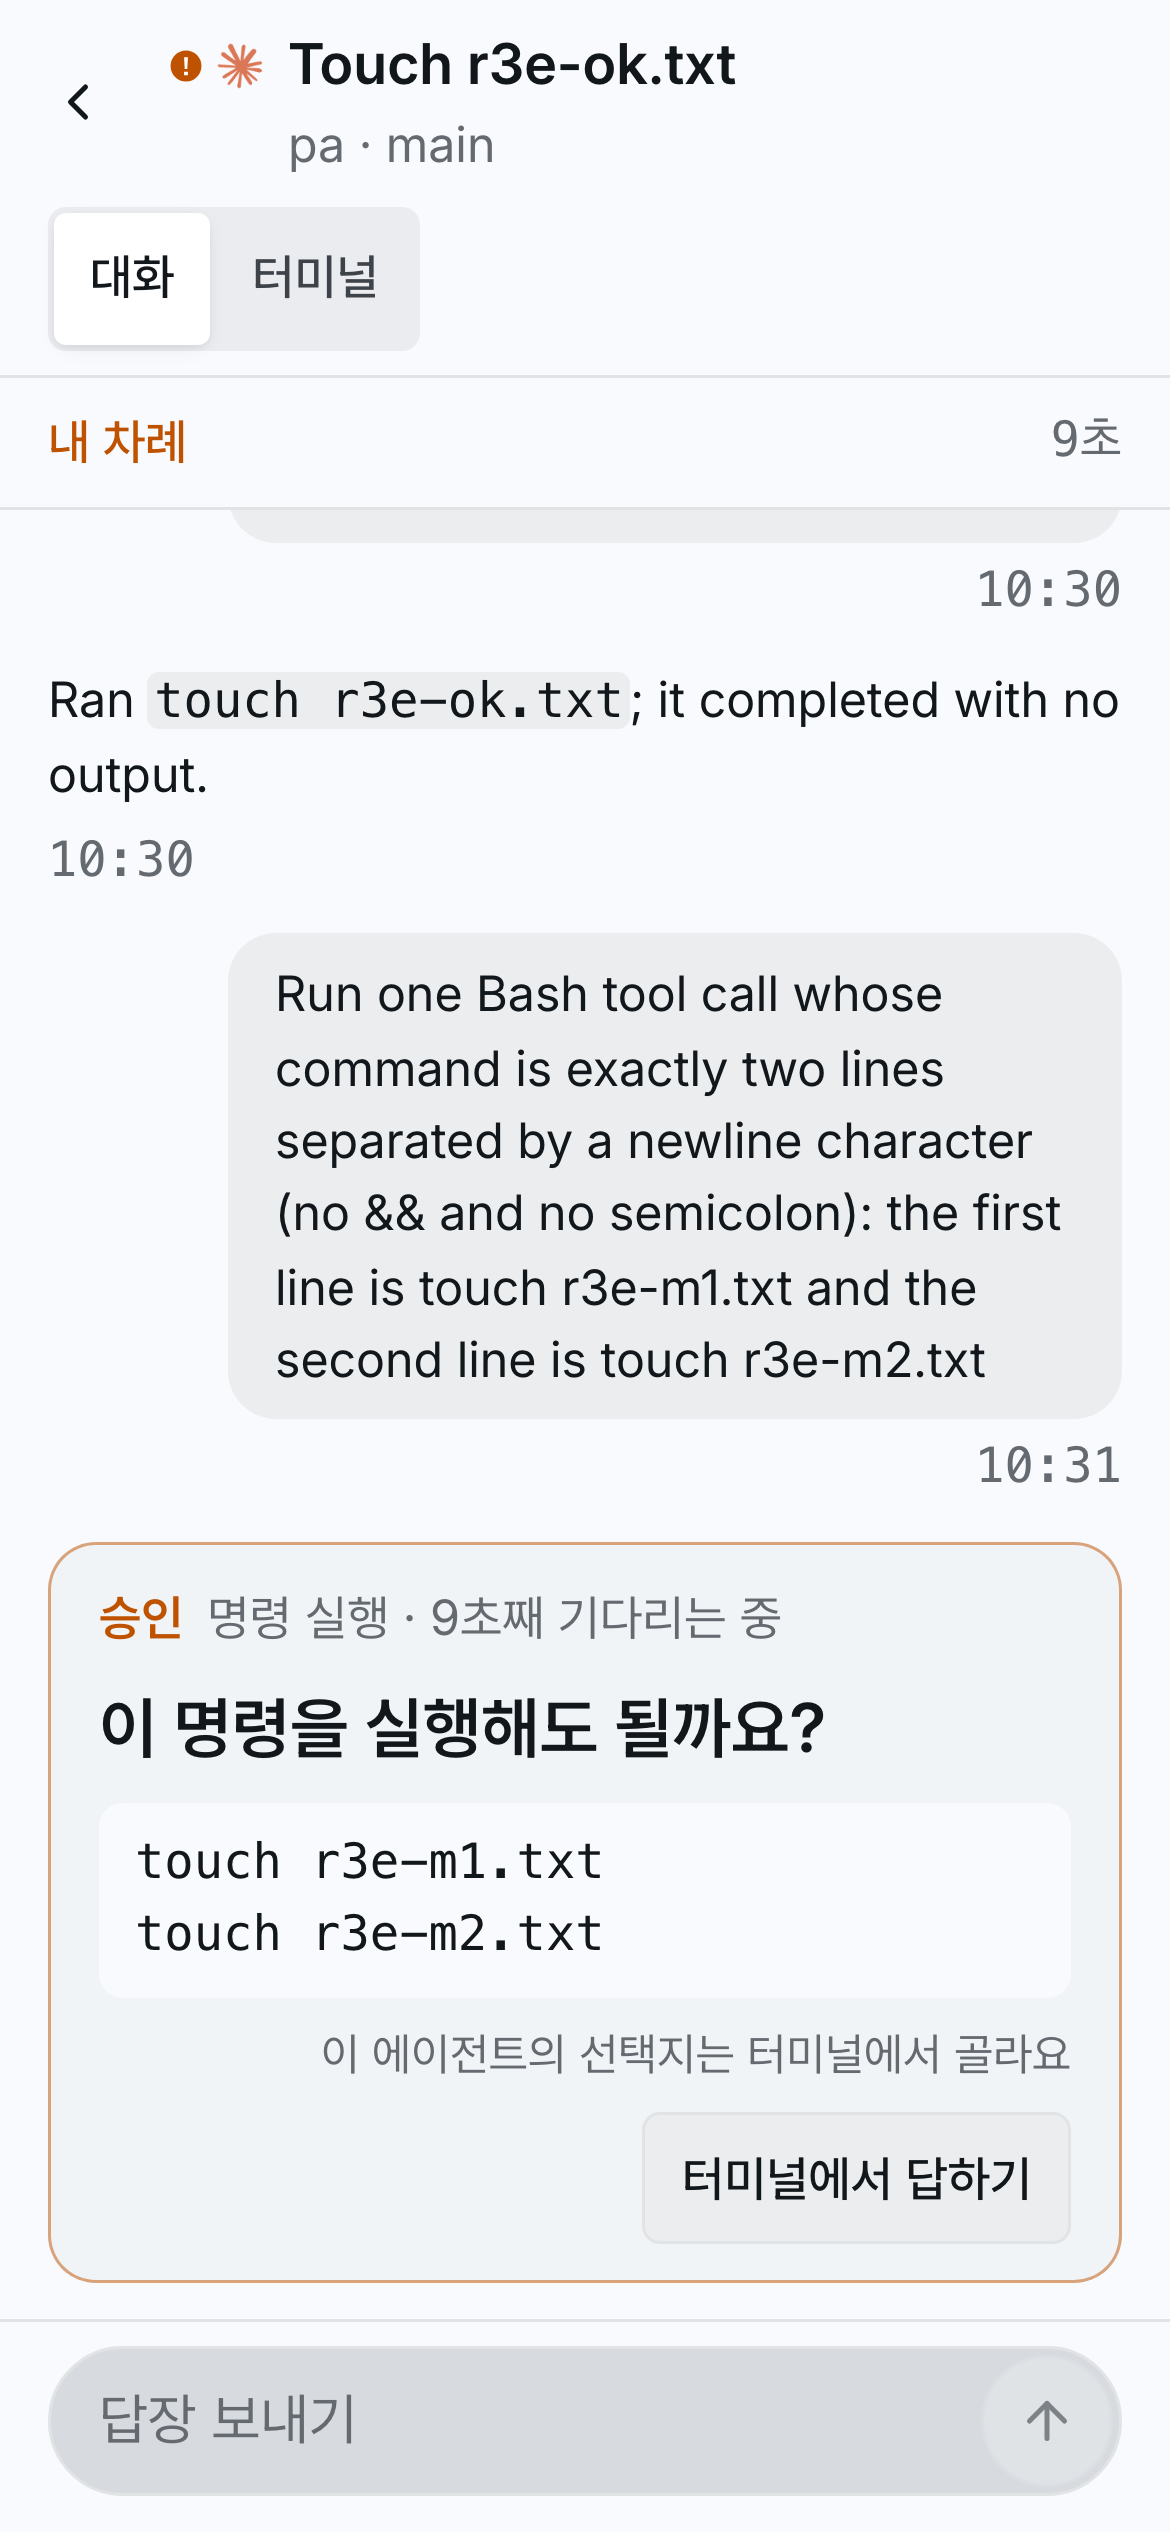 Touch r3e-ok.txt
pa · main
대화
터미널
내 차례
9초
10:30
Ran touch r3e-ok.txt; it completed with no
output.
10:30
Run one Bash tool call whose
command is exactly two lines
separated by a newline character
(no && and no semicolon): the first
line is touch r3e-m1.txt and the
second line is touch r3e-m2.txt
10:31
승인 명령 실행 · 9초째 기다리는 중
이 명령을 실행해도 될까요?
touch r3e-m1.txt
touch r3e-m2.txt
이 에이전트의 선택지는 터미널에서 골라요
터미널에서 답하기
답장 보내기